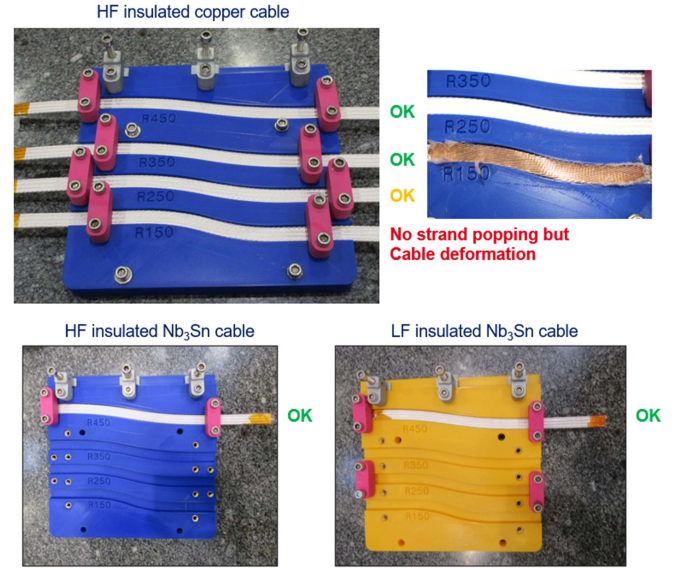 HF insulated copper cable
R450
R350
R250
R150
OK
OK
OK
No strand popping but
Cable deformation
R350
R250
R150
HF insulated Nb₃Sn cable
R450
R350
R250
R150
OK
LF insulated Nb₃Sn cable
R450
R350
R250
R150
OK